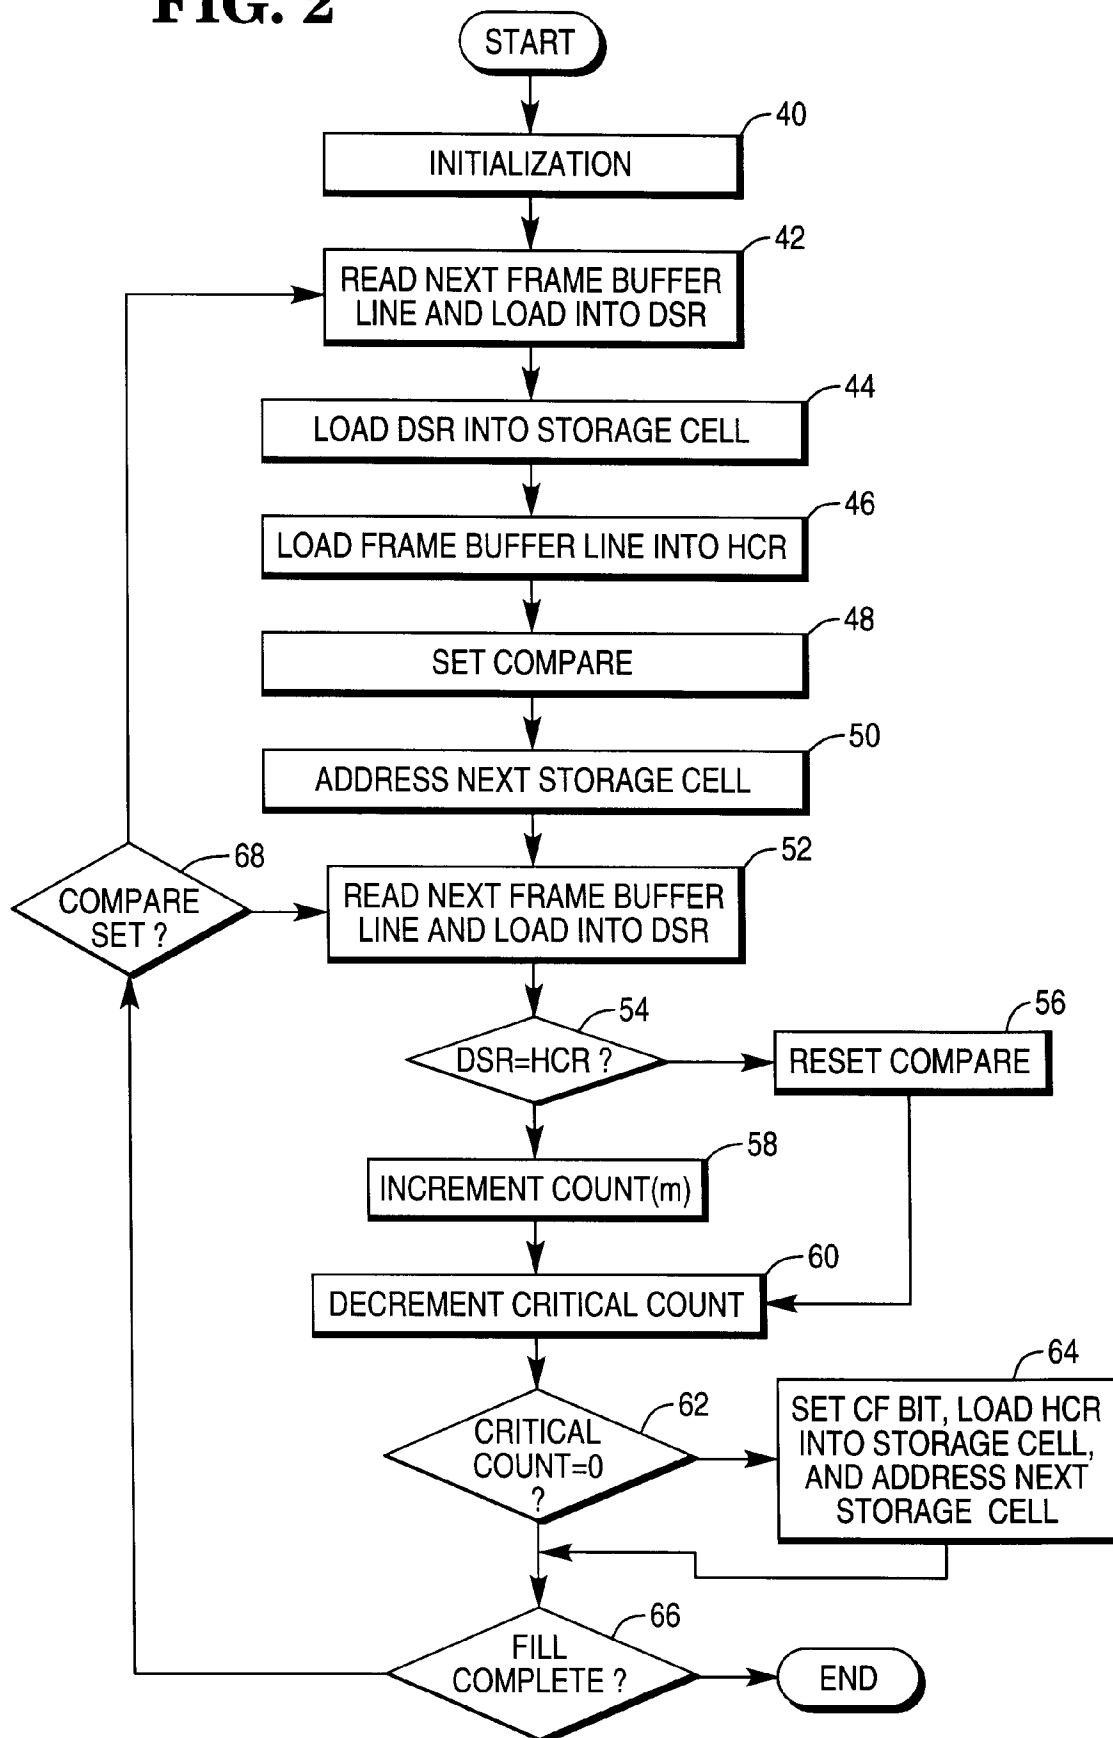 FIG. 2
START
40
INITIALIZATION
42
READ NEXT FRAME BUFFER
LINE AND LOAD INTO DSR
44
LOAD DSR INTO STORAGE CELL
46
LOAD FRAME BUFFER LINE INTO HCR
48
SET COMPARE
50
ADDRESS NEXT STORAGE CELL
68
COMPARE
SET ?
52
READ NEXT FRAME BUFFER
LINE AND LOAD INTO DSR
54
DSR=HCR ?
56
RESET COMPARE
58
INCREMENT COUNT(m)
60
DECREMENT CRITICAL COUNT
62
CRITICAL
COUNT=0
?
64
SET CF BIT, LOAD HCR
INTO STORAGE CELL,
AND ADDRESS NEXT
STORAGE CELL
66
FILL
COMPLETE ?
END